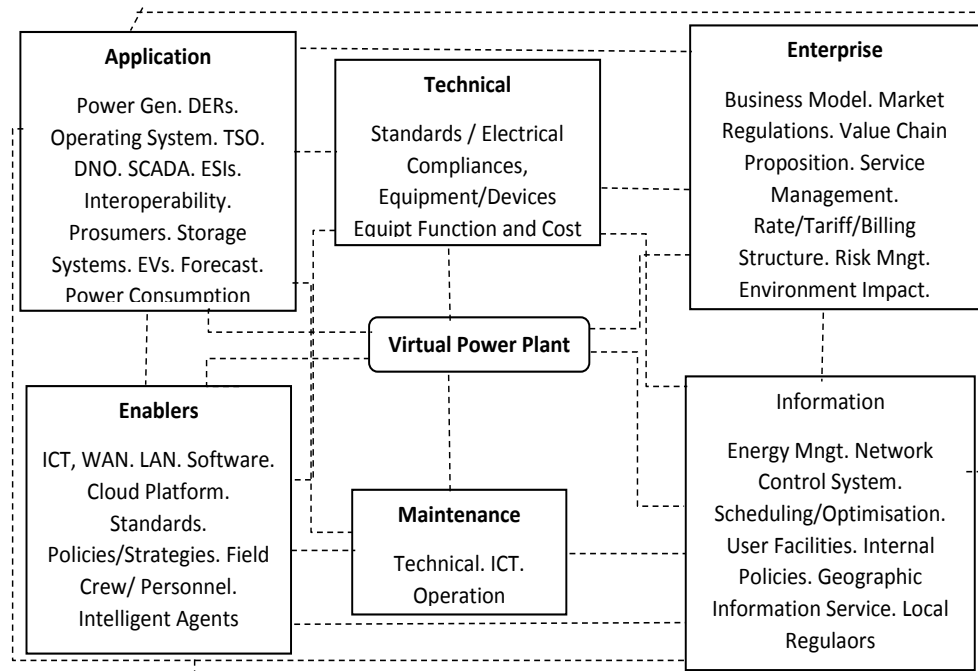 Application
Power Gen. DERs.
Operating System. TSO.
DNO. SCADA. ESIs.
Interoperability.
Prosumers. Storage
Systems. EVs. Forecast.
Power Consumption
Technical
Standards / Electrical
Compliances,
Equipment/Devices
Equipt Function and Cost
Enterprise
Business Model. Market
Regulations. Value Chain
Proposition. Service
Management.
Rate/Tariff/Billing
Structure. Risk Mngt.
Environment Impact.
Virtual Power Plant
Enablers
ICT, WAN. LAN. Software.
Cloud Platform.
Standards.
Policies/Strategies. Field
Crew/ Personnel.
Intelligent Agents
Maintenance
Technical. ICT.
Operation
Information
Energy Mngt. Network
Control System.
Scheduling/Optimisation.
User Facilities. Internal
Policies. Geographic
Information Service. Local
Regulaors